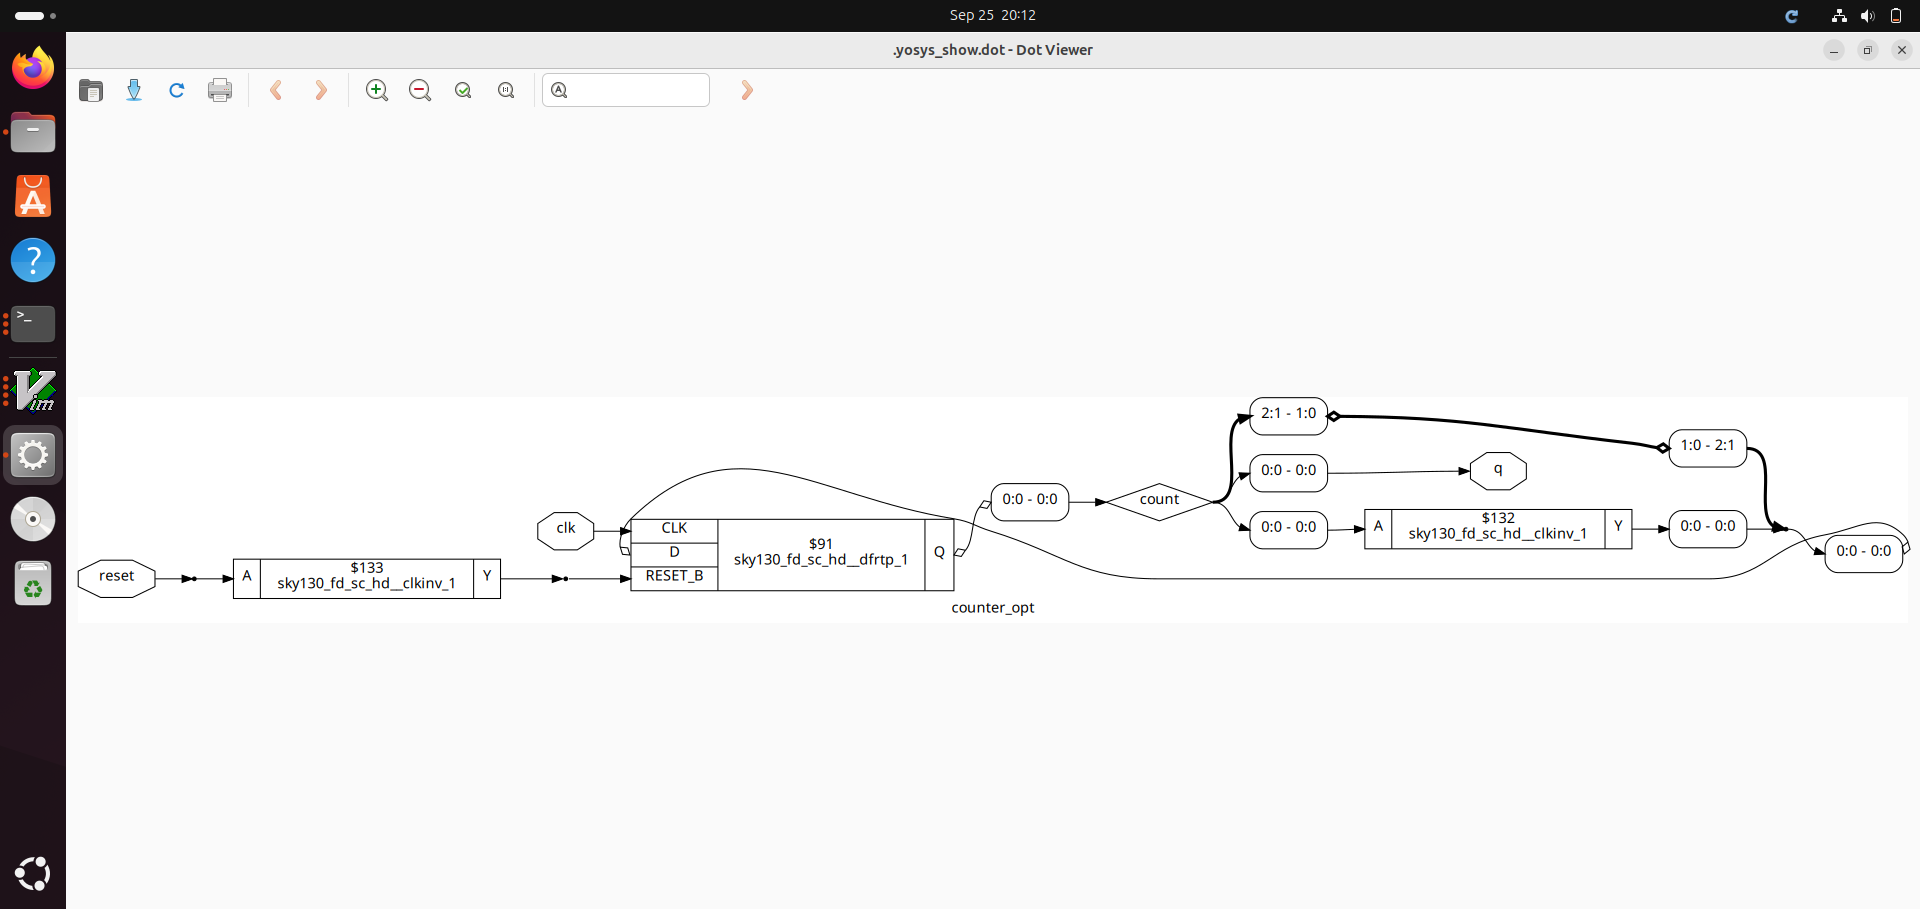 Sep 25 20:12
.yosys_show.dot - Dot Viewer
2:1 - 1:0
1:0 - 2:1
0:0 - 0:0
q
0:0 - 0:0
count
clk
CLK
D
RESET_B
$91
sky130_fd_sc_hd__dfrtp_1
Q
0:0 - 0:0
A
$132
sky130_fd_sc_hd__clkinv_1
Y
0:0 - 0:0
0:0 - 0:0
reset
A
$133
sky130_fd_sc_hd__clkinv_1
Y
counter_opt